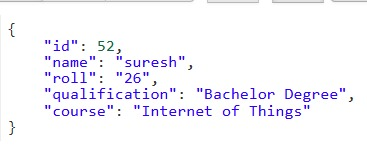 {
"id": 52,
"name": "suresh",
"roll": "26",
"qualification": "Bachelor Degree",
"course": "Internet of Things"
}